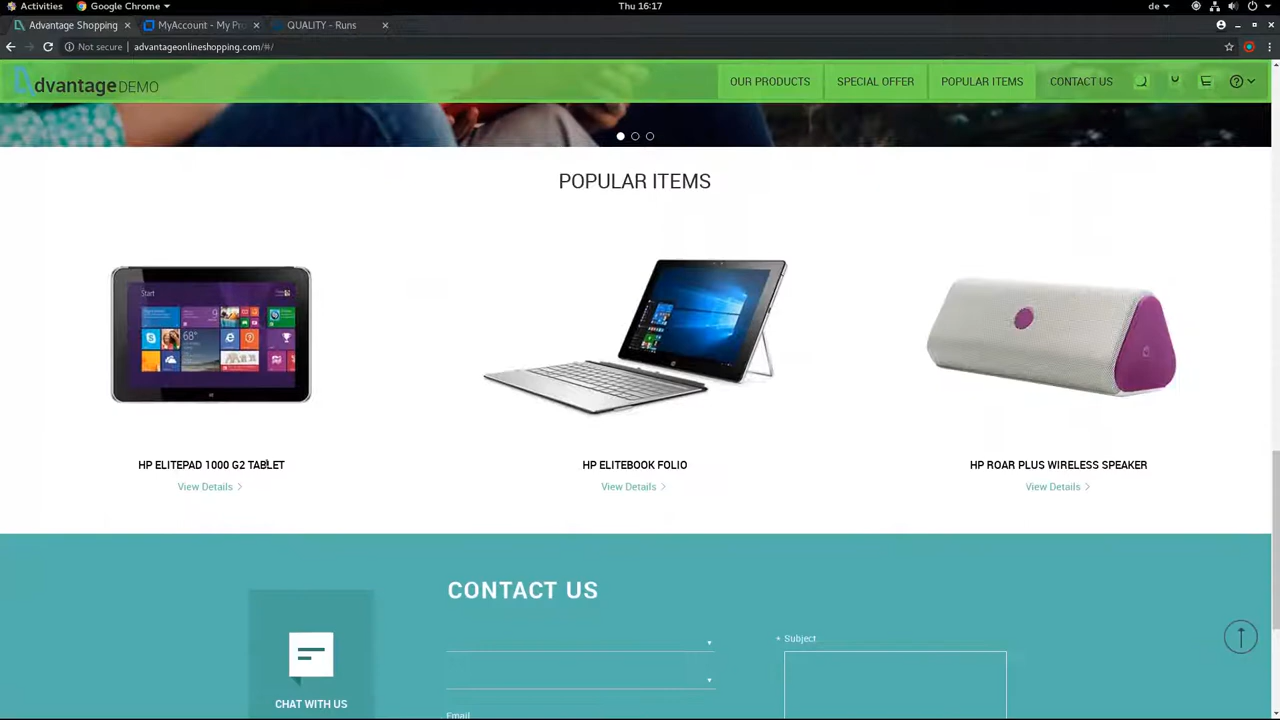 Activities Google Chrome Thu 16:17 de
Advantage Shopping MyAccount - My Pro QUALITY - Runs
Not secure advantageonlineshopping.com/#/
dvantage DEMO OUR PRODUCTS SPECIAL OFFER POPULAR ITEMS CONTACT US
POPULAR ITEMS
Start
68°
HP ELITEPAD 1000 G2 TABLET HP ELITEBOOK FOLIO HP ROAR PLUS WIRELESS SPEAKER
View Details View Details View Details
CONTACT US
* Subject
CHAT WITH US
Email